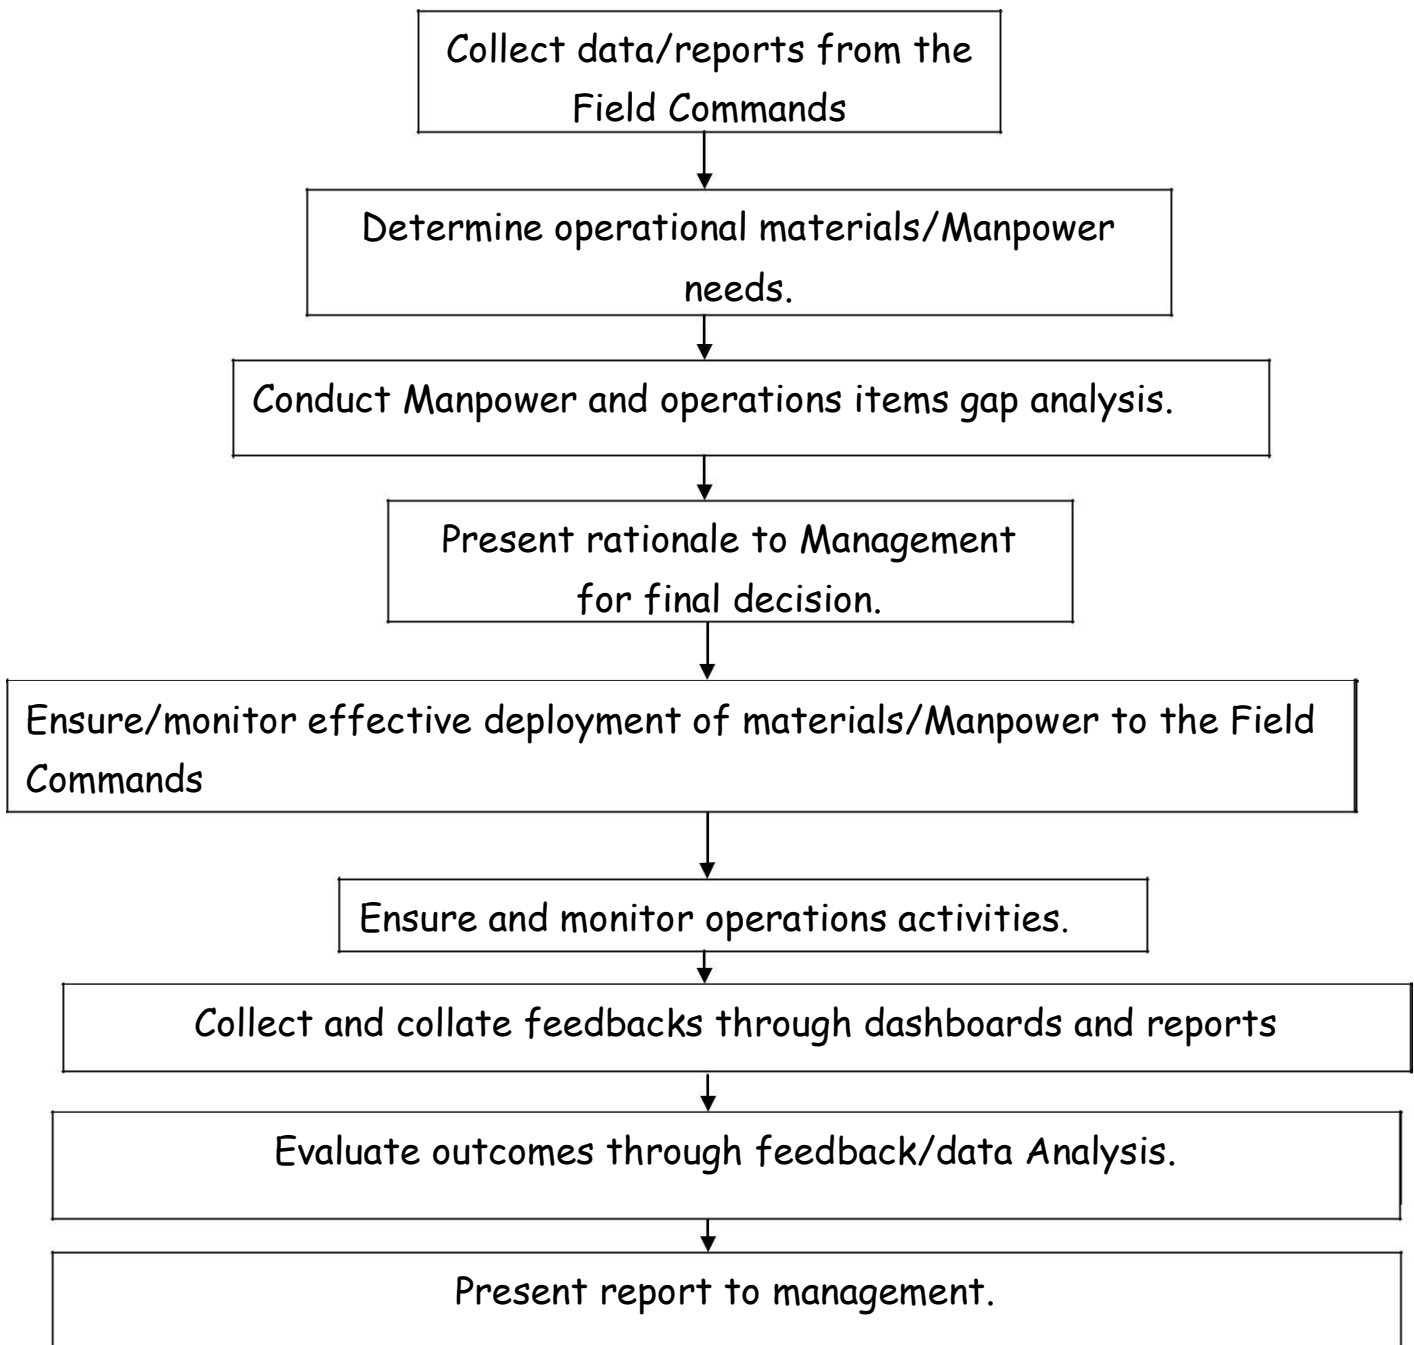 Collect data/reports from the
Field Commands
Determine operational materials/Manpower
needs.
Conduct Manpower and operations items gap analysis.
Present rationale to Management
for final decision.
Ensure/monitor effective deployment of materials/Manpower to the Field
Commands
Ensure and monitor operations activities.
Collect and collate feedbacks through dashboards and reports
Evaluate outcomes through feedback/data Analysis.
Present report to management.